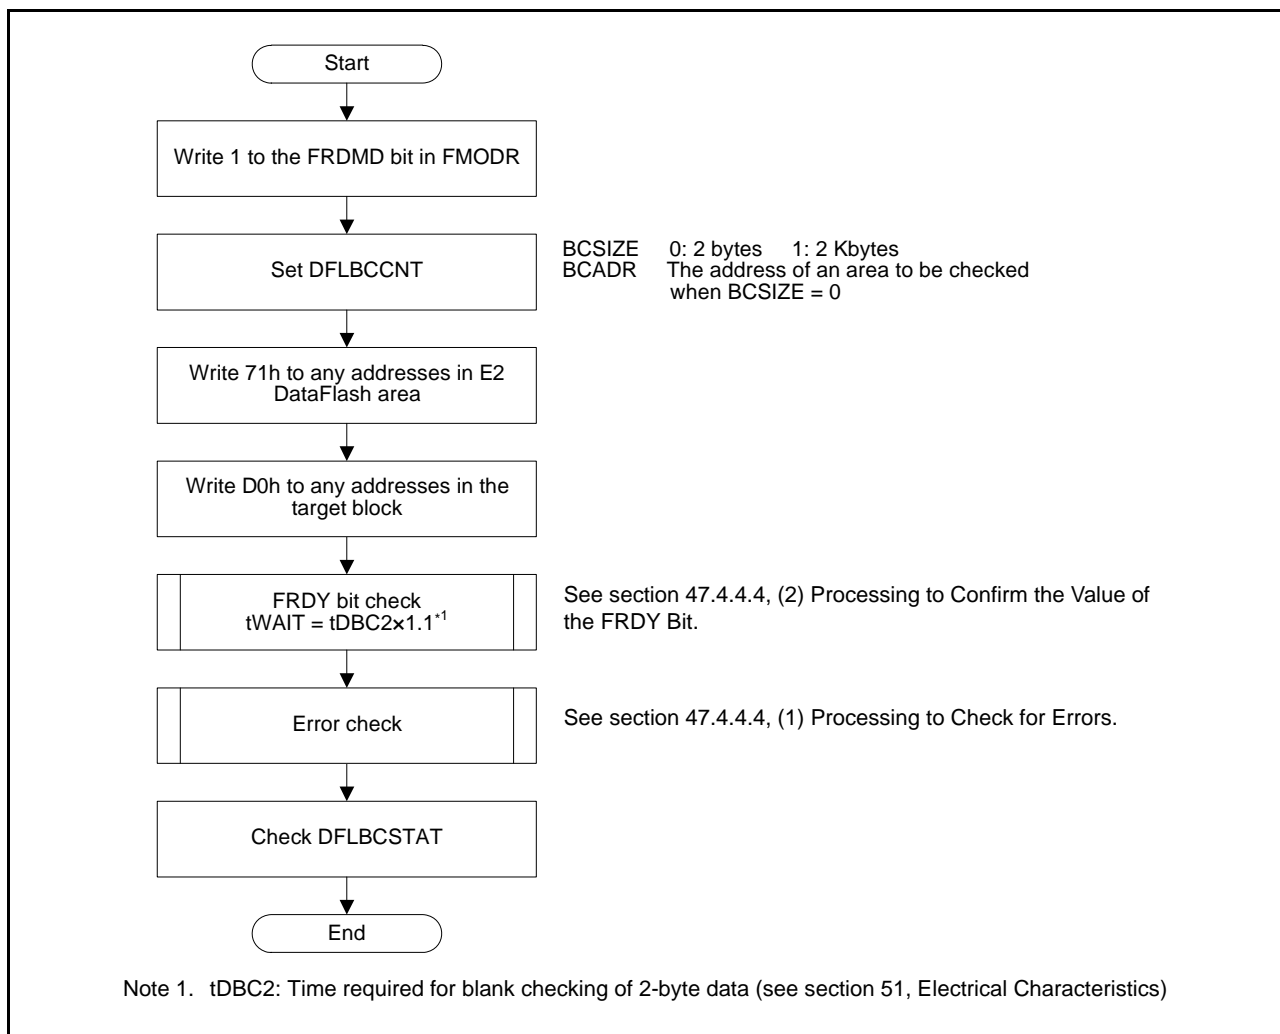 Start
Write 1 to the FRDMD bit in FMODR
Set DFLBCCNT
BCSIZE 0: 2 bytes 1: 2 Kbytes
BCADR The address of an area to be checked
when BCSIZE = 0
Write 71h to any addresses in E2
DataFlash area
Write D0h to any addresses in the
target block
FRDY bit check
tWAIT = tDBC2×1.1*1
See section 47.4.4.4, (2) Processing to Confirm the Value of
the FRDY Bit.
Error check
See section 47.4.4.4, (1) Processing to Check for Errors.
Check DFLBCSTAT
End
Note 1. tDBC2: Time required for blank checking of 2-byte data (see section 51, Electrical Characteristics)